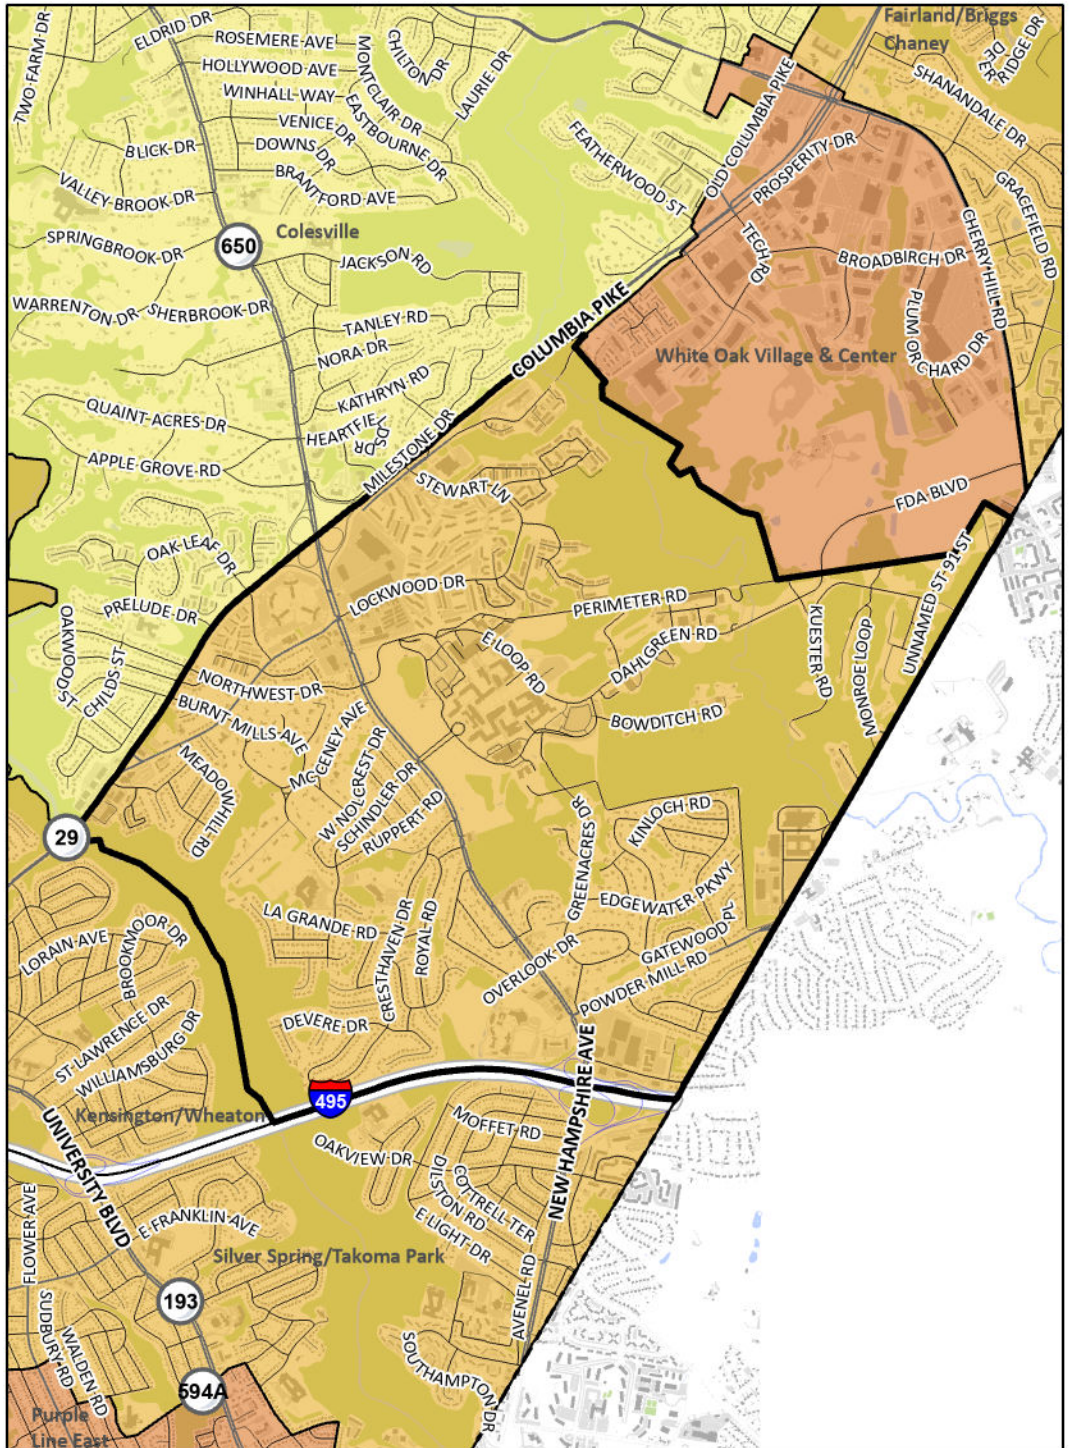 Fairland/Briggs
Chaney
ELDRID DR
TWO FARM DR
ROSEMERE AVE
HOLLYWOOD AVE
WINHALL WAY
VENICE DR
DOWNS DR
BRANTFORD AVE
MONTCLAIR DR
EASTBOURNE DR
CHILTON DR
LAURIE DR
BLICK DR
VALLEY BROOK DR
SPRINGBROOK DR
650
Colesville
JACKSON RD
WARRENTON DR
SHERBROOK DR
TANLEY RD
NORA DR
KATHRYN RD
HEARTFIE
LDS
DR
QUAINT ACRES DR
APPLE GROVE RD
MILESTONE DR
COLUMBIA PIKE
FEATHERWOOD ST
OLD COLUMBIA PIKE
PROSPERITY DR
TECH RD
BROADBIRCH DR
PLUM ORCHARD DR
CHERRY HILL RD
GRACEFIELD RD
SHANANDALE DR
DE
ER
RIDGE DR
White Oak Village & Center
FDA BLVD
UNNAMED ST 91 ST
STEWART LN
OAK LEAF DR
PRELUDE DR
OAKWOOD ST
CHILDS ST
LOCKWOOD DR
PERIMETER RD
E LOOP RD
DAHLGREEN RD
KUESTER RD
MONROE LOOP
BOWDITCH RD
NORTHWEST DR
BURNT MILLS AVE
MCCENEY AVE
MEADOWHILL RD
W NOLCREST DR
SCHINDLER DR
RUPPERT RD
GREENACRES DR
KINLOCH RD
EDGEWATER PKWY
GATEWOOD PL
POWDER MILL RD
OVERLOOK DR
29
LORAIN AVE
BROOKMOOR DR
ST LAWRENCE DR
WILLIAMSBURG DR
LA GRANDE RD
CRESTHAVEN DR
ROYAL RD
DEVERE DR
Kensington/Wheaton
495
NEW HAMPSHIRE AVE
UNIVERSITY BLVD
MOFFET RD
OAKVIEW DR
DILSTON RD
COTTRELL TER
E LIGHT DR
AVENEL RD
FLOWER AVE
E FRANKLIN AVE
Silver Spring/Takoma Park
193
SUDBURY RD
WALDEN RD
594A
SOUTHAMPTON DR
Purple
Line East